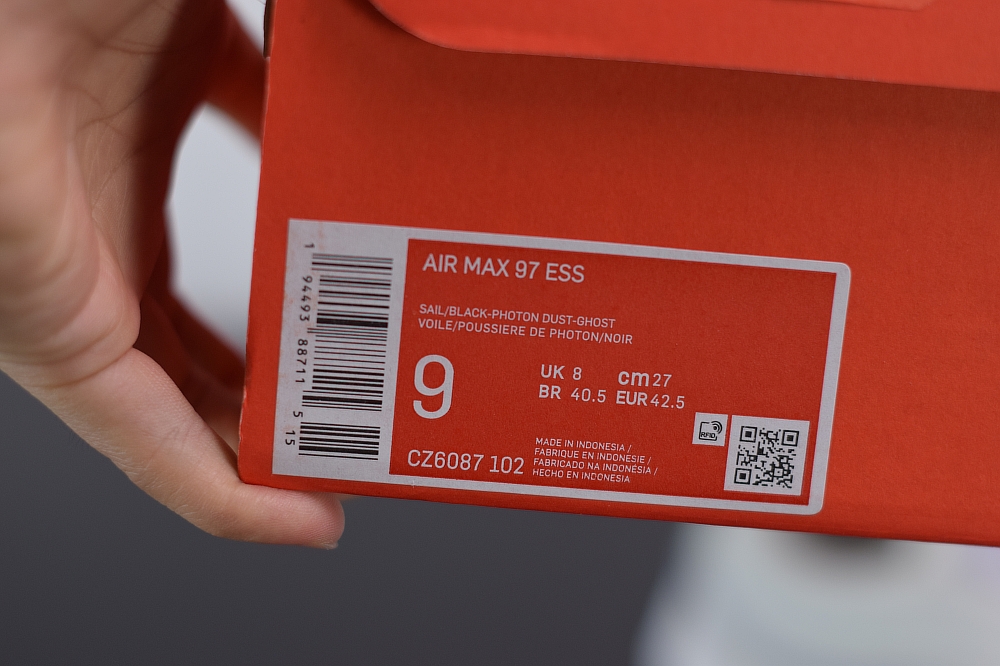 AIR MAX 97 ESS
SAIL/BLACK-PHOTON DUST-GHOST
VOILE/POUSSIERE DE PHOTON/NOIR
9
UK 8 cm 27
BR 40.5 EUR 42.5
RFID
CZ6087 102
MADE IN INDONESIA /
FABRIQUE EN INDONESIE /
FABRICADO NA INDONÉSIA /
HECHO EN INDONESIA
1 94493 88711 5 15